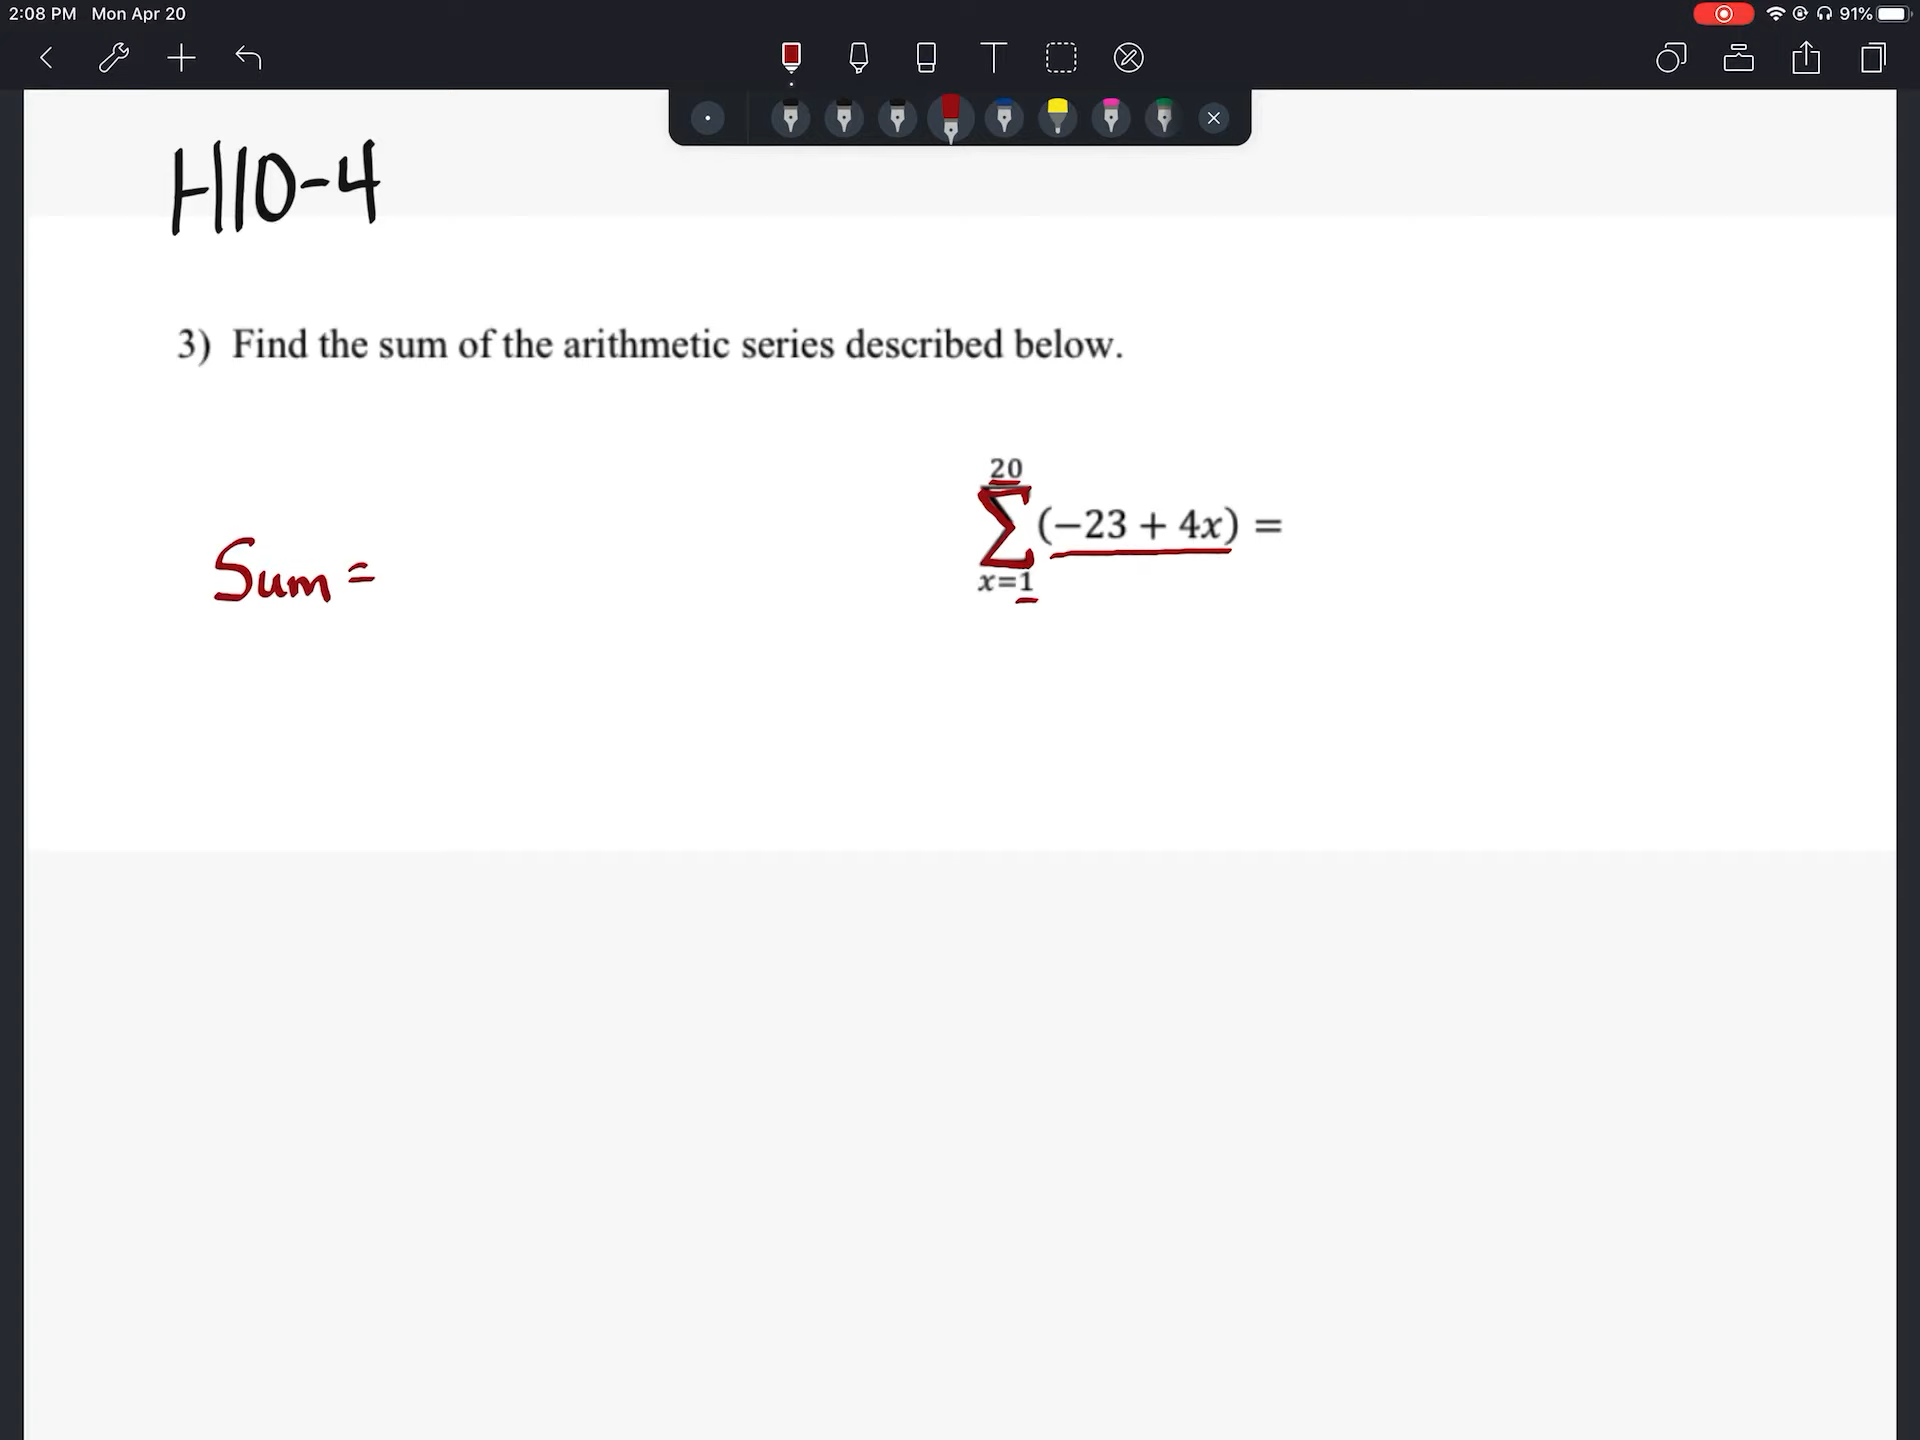 2:08 PM Mon Apr 20
91%
H10-4
3) Find the sum of the arithmetic series described below.
20
∑(−23 + 4x) =
x=1
Sum =